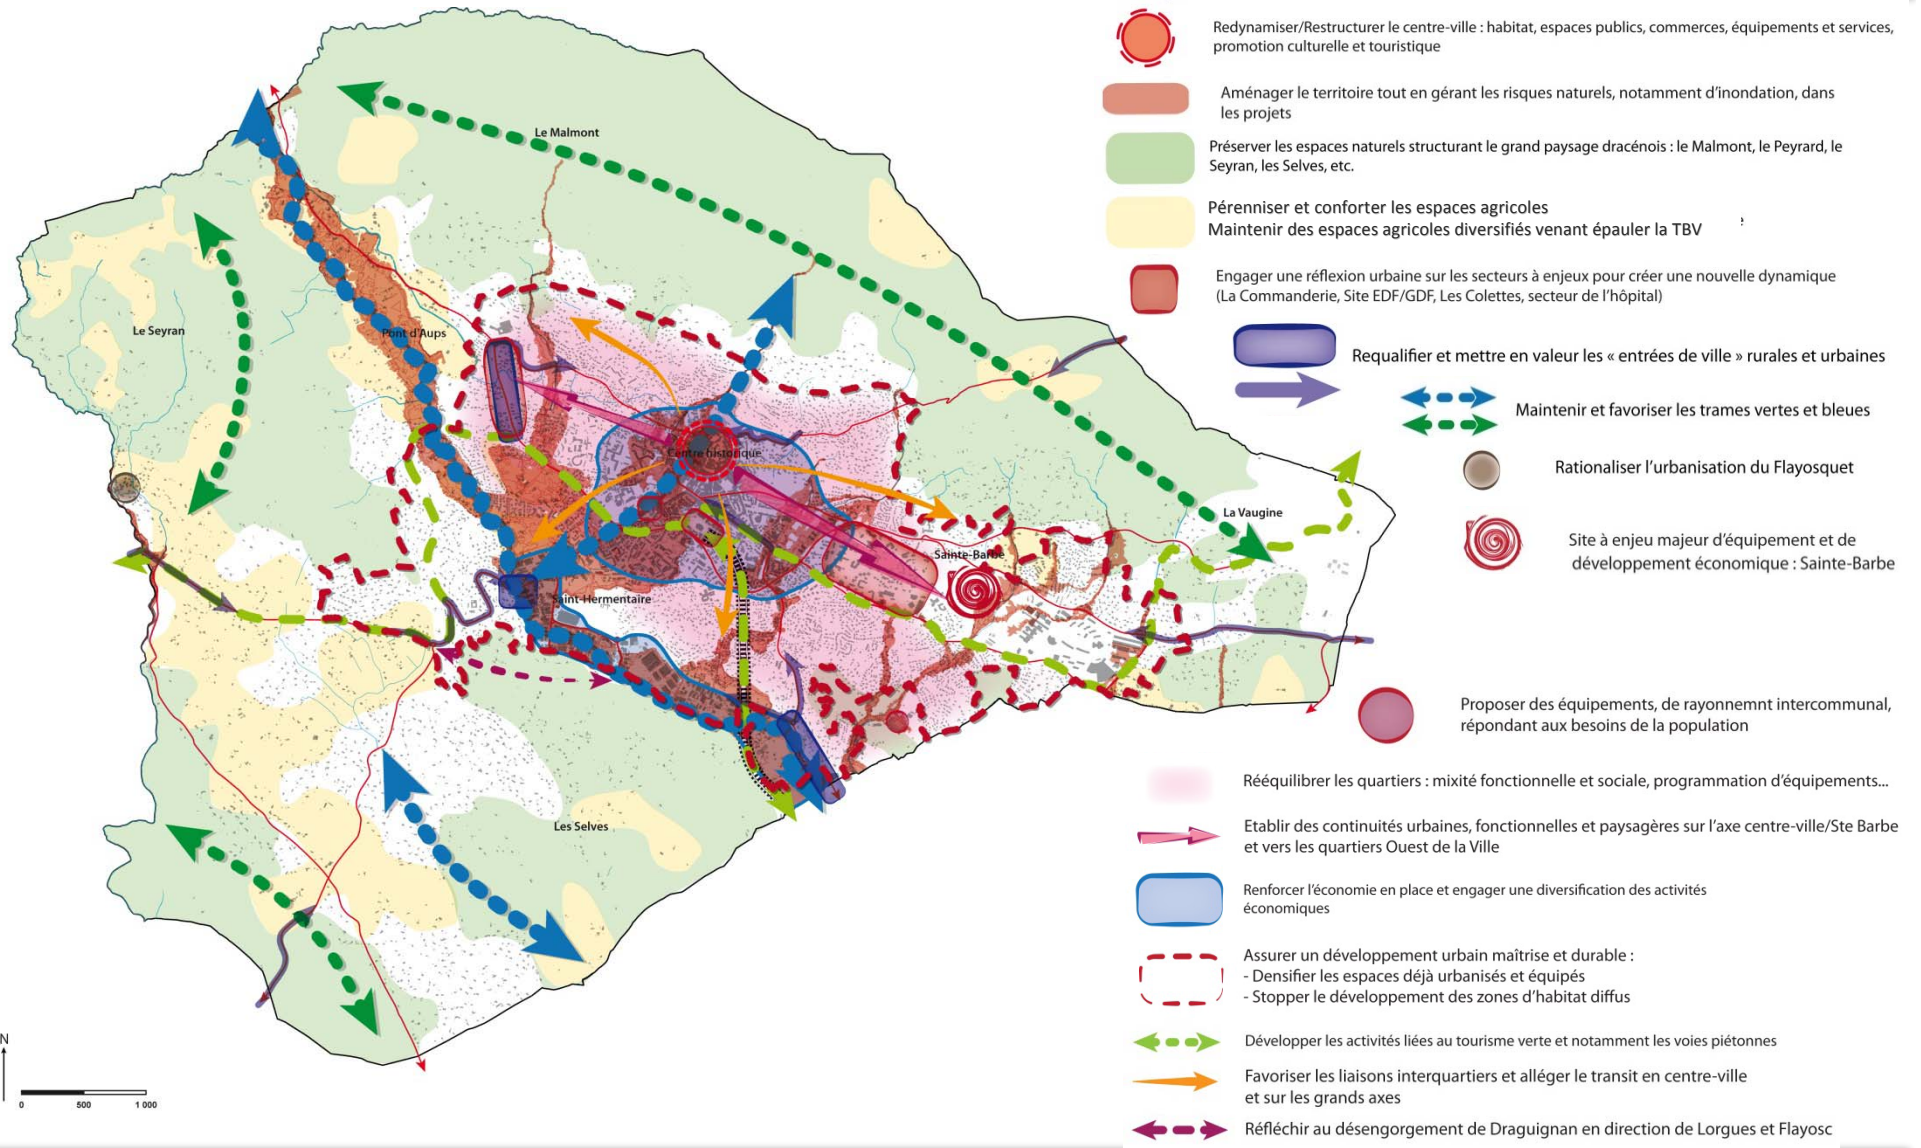 Le Malmont
Le Seyran
Pont d'Aups
Centre historique
La Vaugine
Sainte-Barbe
Saint-Hermentaire
Les Selves
N
0 500 1 000
Redynamiser/Restructurer le centre-ville : habitat, espaces publics, commerces, équipements et services,
promotion culturelle et touristique
Aménager le territoire tout en gérant les risques naturels, notamment d'inondation, dans
les projets
Préserver les espaces naturels structurant le grand paysage dracénois : le Malmont, le Peyrard, le
Seyran, les Selves, etc.
Pérenniser et conforter les espaces agricoles
Maintenir des espaces agricoles diversifiés venant épauler la TBV
Engager une réflexion urbaine sur les secteurs à enjeux pour créer une nouvelle dynamique
(La Commanderie, Site EDF/GDF, Les Colettes, secteur de l'hôpital)
Requalifier et mettre en valeur les « entrées de ville » rurales et urbaines
Maintenir et favoriser les trames vertes et bleues
Rationaliser l'urbanisation du Flayosquet
Site à enjeu majeur d'équipement et de
développement économique : Sainte-Barbe
Proposer des équipements, de rayonnemnt intercommunal,
répondant aux besoins de la population
Rééquilibrer les quartiers : mixité fonctionnelle et sociale, programmation d'équipements...
Etablir des continuités urbaines, fonctionnelles et paysagères sur l'axe centre-ville/Ste Barbe
et vers les quartiers Ouest de la Ville
Renforcer l'économie en place et engager une diversification des activités
économiques
Assurer un développement urbain maîtrise et durable :
- Densifier les espaces déjà urbanisés et équipés
- Stopper le développement des zones d'habitat diffus
Développer les activités liées au tourisme verte et notamment les voies piétonnes
Favoriser les liaisons interquartiers et alléger le transit en centre-ville
et sur les grands axes
Réfléchir au désengorgement de Draguignan en direction de Lorgues et Flayosc